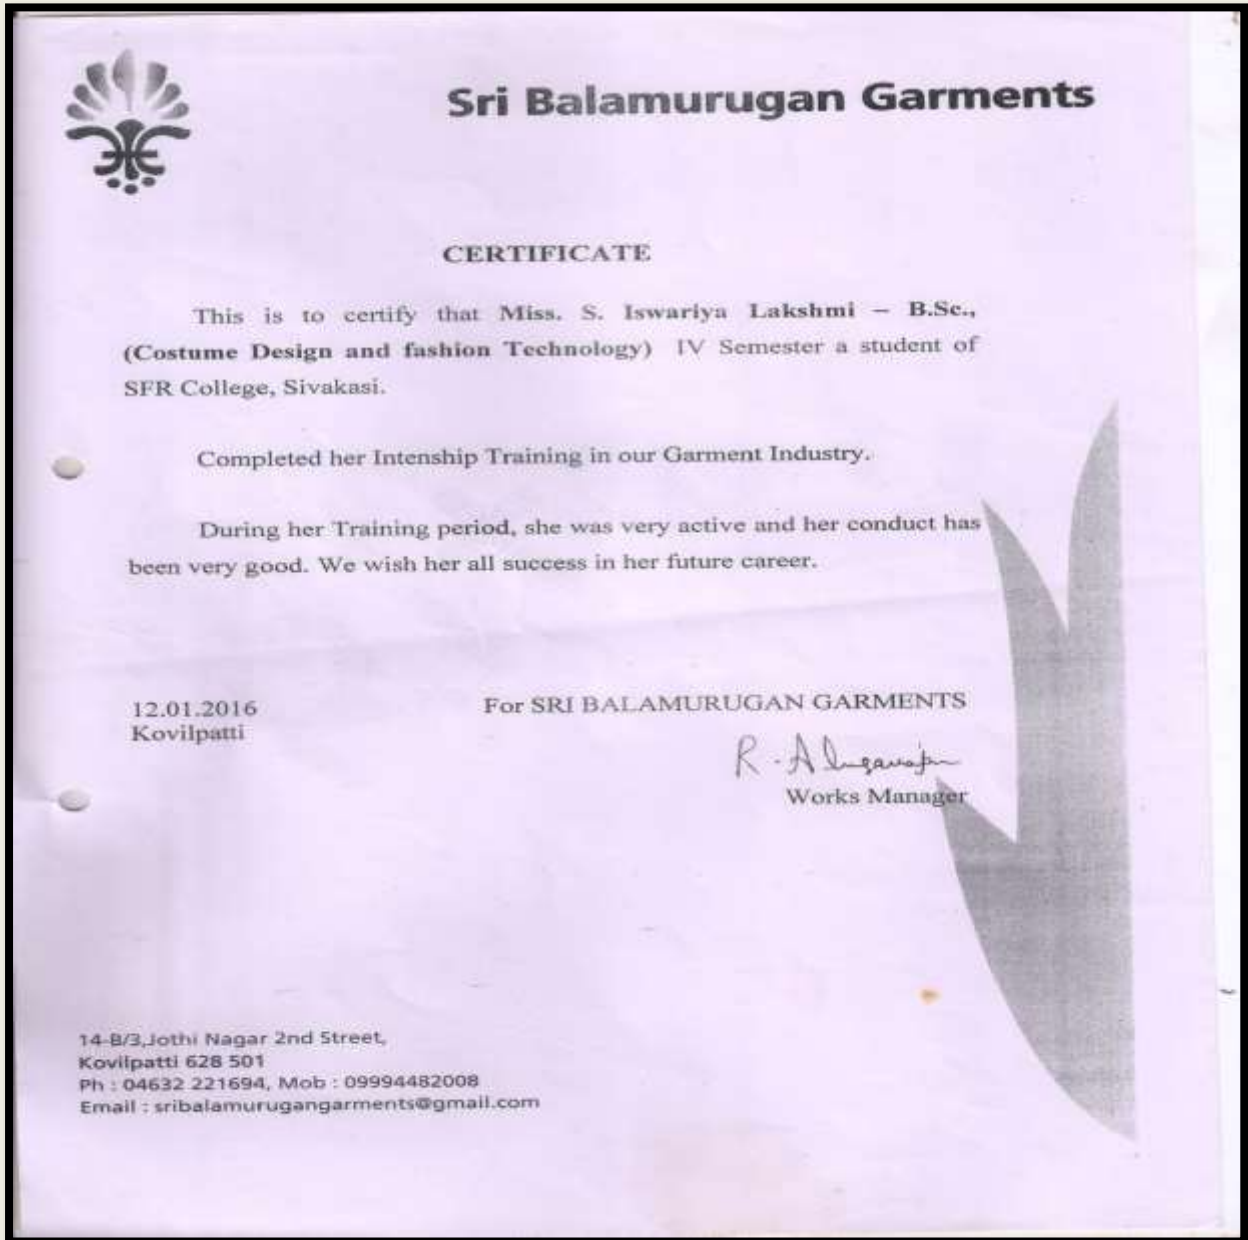 Sri Balamurugan Garments
CERTIFICATE
This is to certify that Miss. S. Iswariya Lakshmi – B.Sc.,
(Costume Design and fashion Technology) IV Semester a student of
SFR College, Sivakasi.
Completed her Intenship Training in our Garment Industry.
During her Training period, she was very active and her conduct has
been very good. We wish her all success in her future career.
12.01.2016
Kovilpatti
For SRI BALAMURUGAN GARMENTS
R.
Works Manager
14-B/3,Jothi Nagar 2nd Street,
Kovilpatti 628 501
Ph : 04632 221694, Mob : 09994482008
Email : sribalamurugangarments@gmail.com